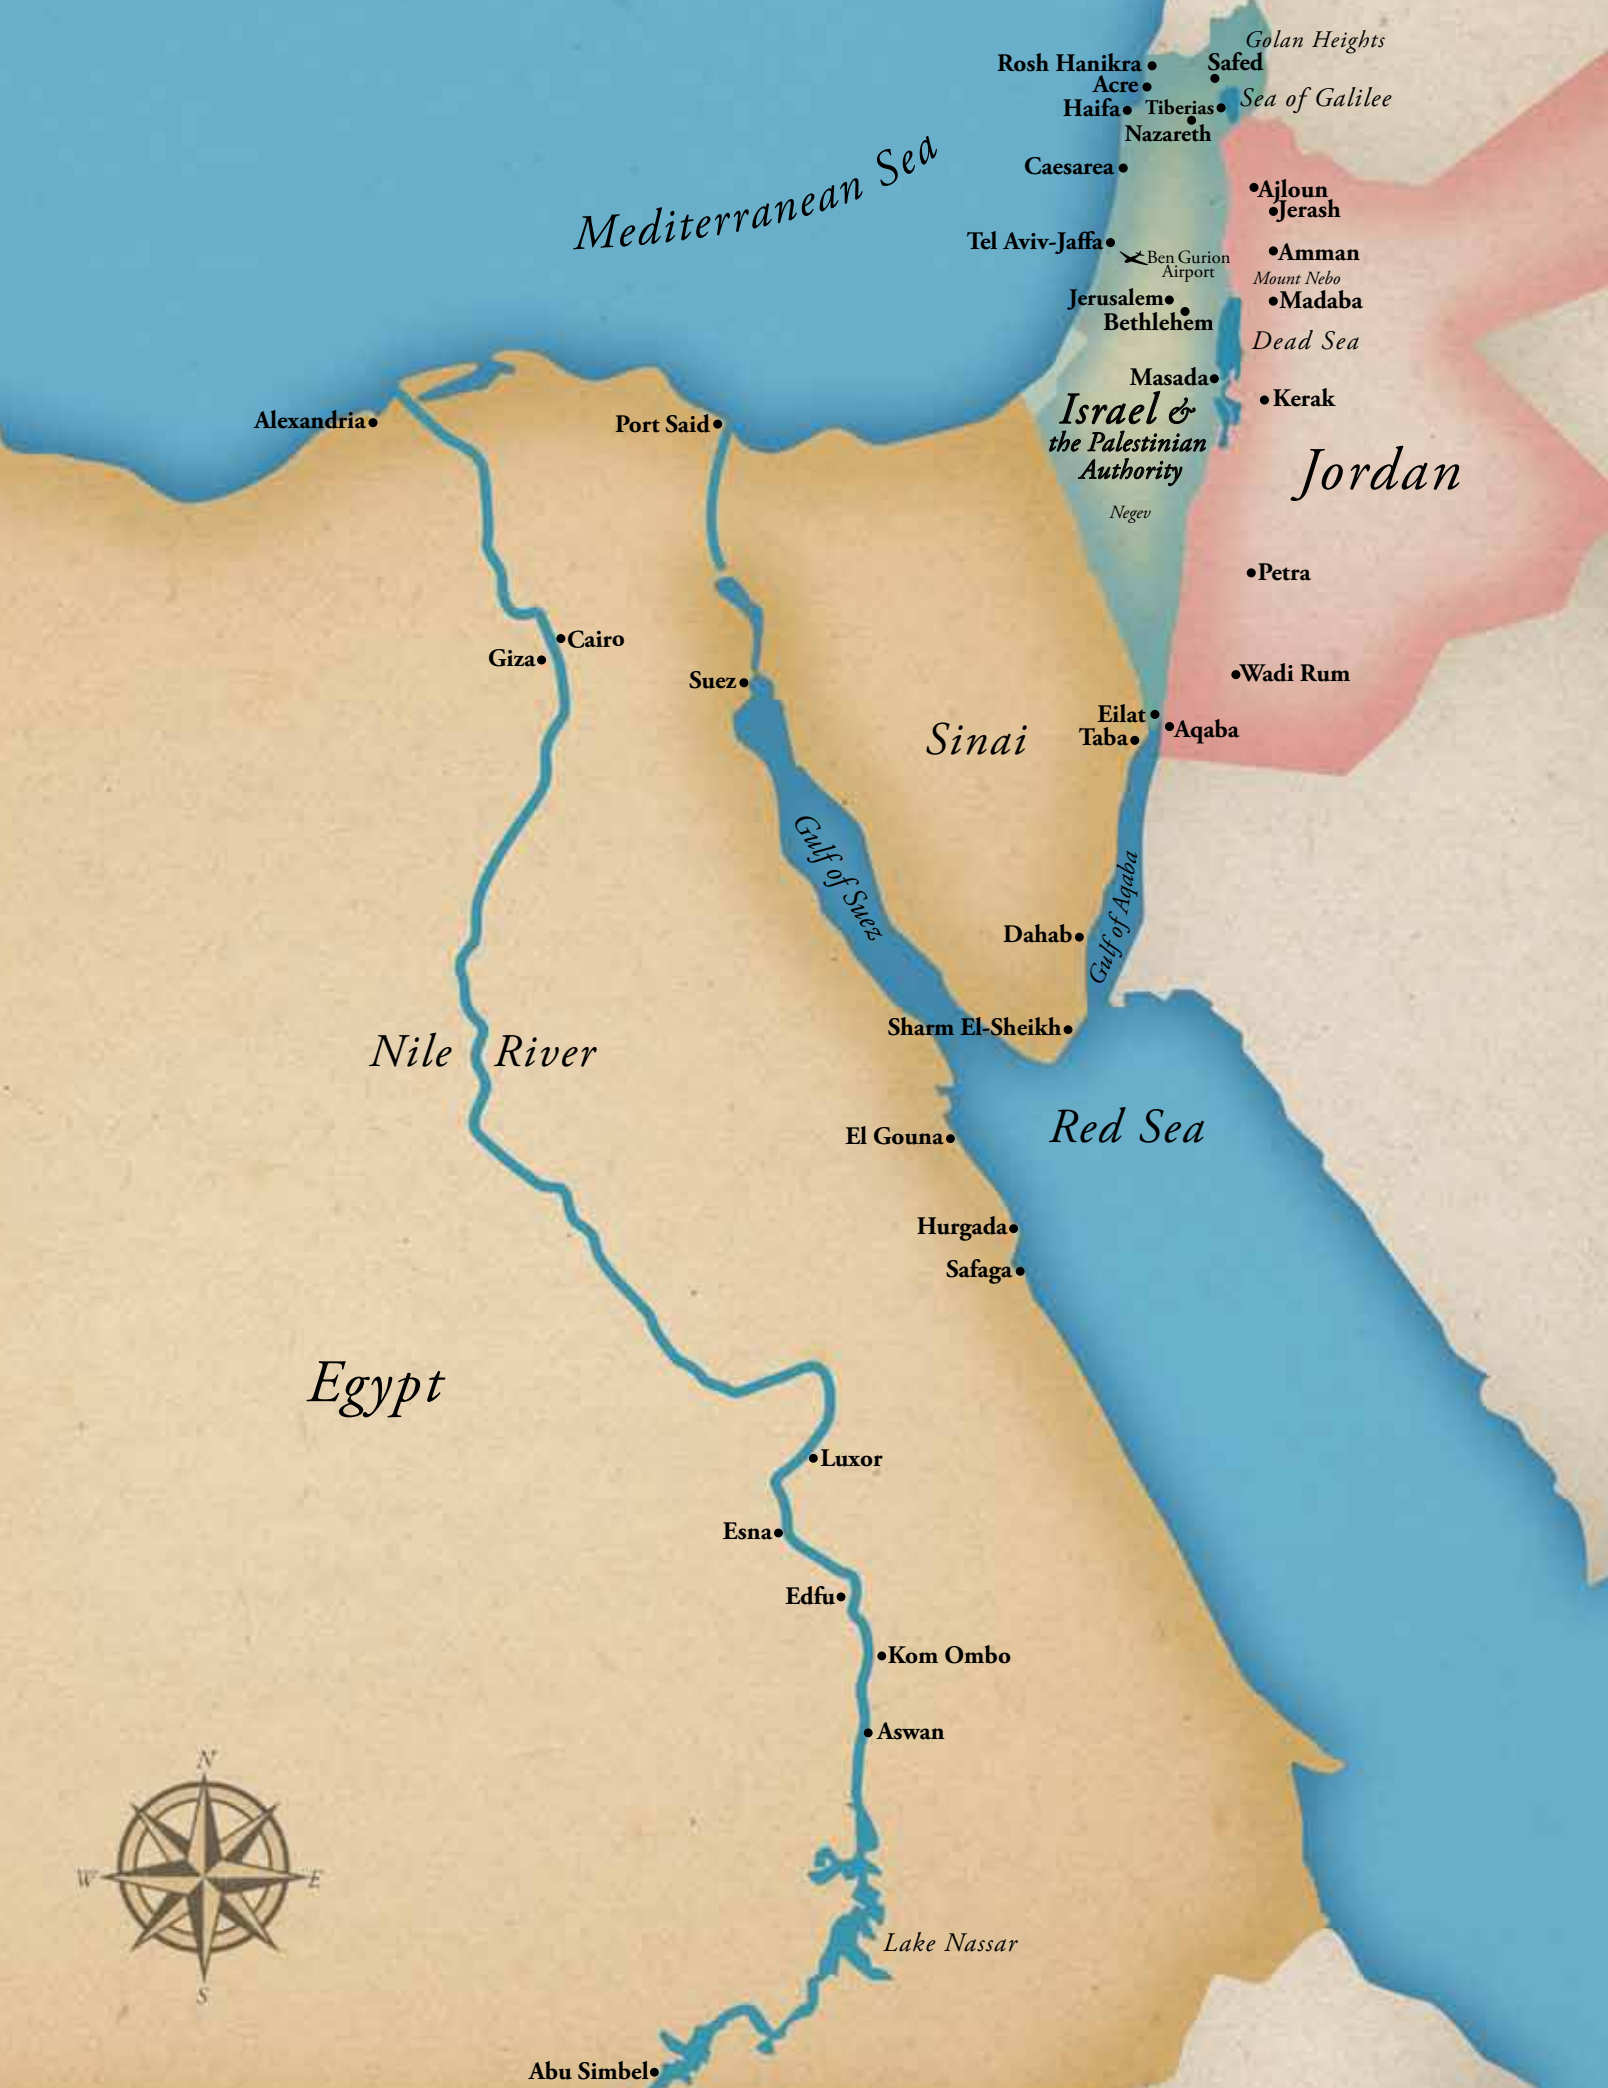 Golan Heights
Rosh Hanikra
Safed
Acre
Sea of Galilee
Haifa
Tiberias
Nazareth
Mediterranean Sea
Caesarea
Ajloun
Jerash
Tel Aviv-Jaffa
Amman
Ben Gurion
Airport
Mount Nebo
Jerusalem
Madaba
Bethlehem
Dead Sea
Masada
Kerak
Israel &
the Palestinian
Authority
Alexandria
Port Said
Jordan
Negev
Petra
Cairo
Giza
Suez
Wadi Rum
Eilat
Aqaba
Taba
Sinai
Gulf of Suez
Gulf of Aqaba
Dahab
Sharm El-Sheikh
Nile River
Red Sea
El Gouna
Hurgada
Safaga
Egypt
Luxor
Esna
Edfu
Kom Ombo
Aswan
N
W
E
S
Lake Nassar
Abu Simbel